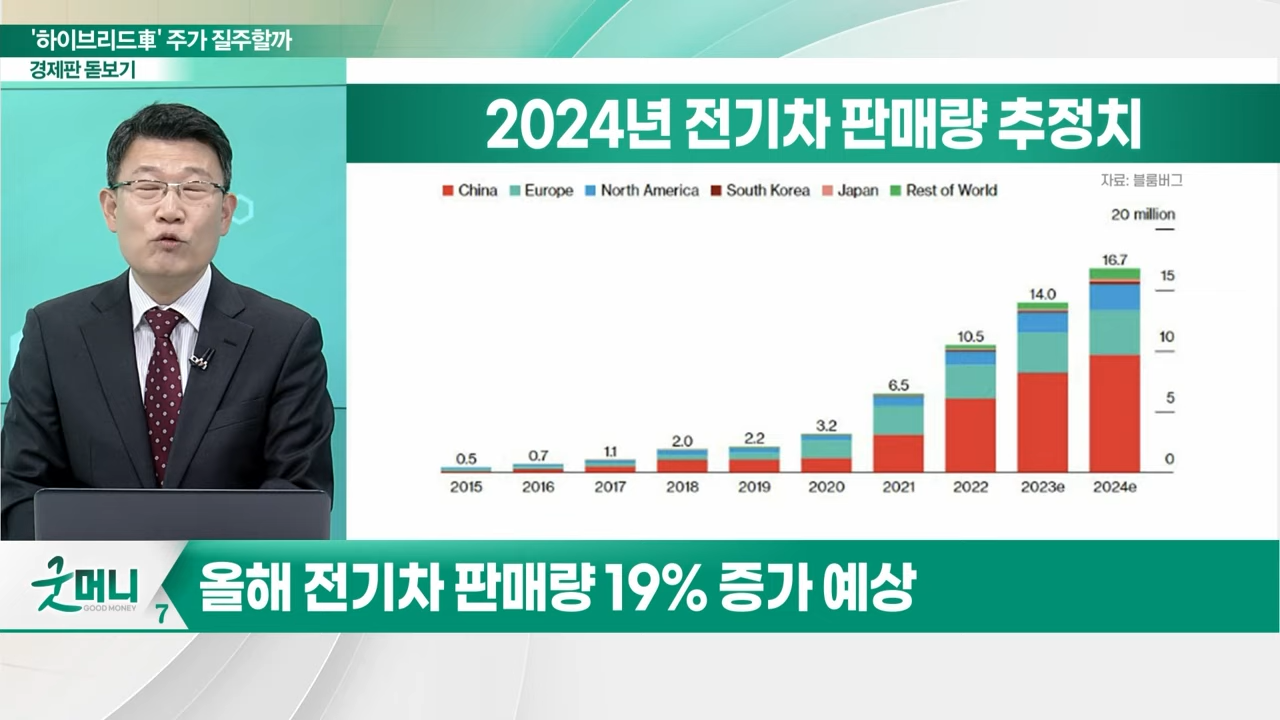 '하이브리드車' 주가 질주할까
경제판 돋보기
2024년 전기차 판매량 추정치
China Europe North America South Korea Japan Rest of World
자료: 블룸버그
20 million
16.7
15
14.0
10.5
10
6.5
5
3.2
2.2
2.0
1.1
0.7
0.5
0
2015 2016 2017 2018 2019 2020 2021 2022 2023e 2024e
굿머니
GOOD MONEY
7
올해 전기차 판매량 19% 증가 예상